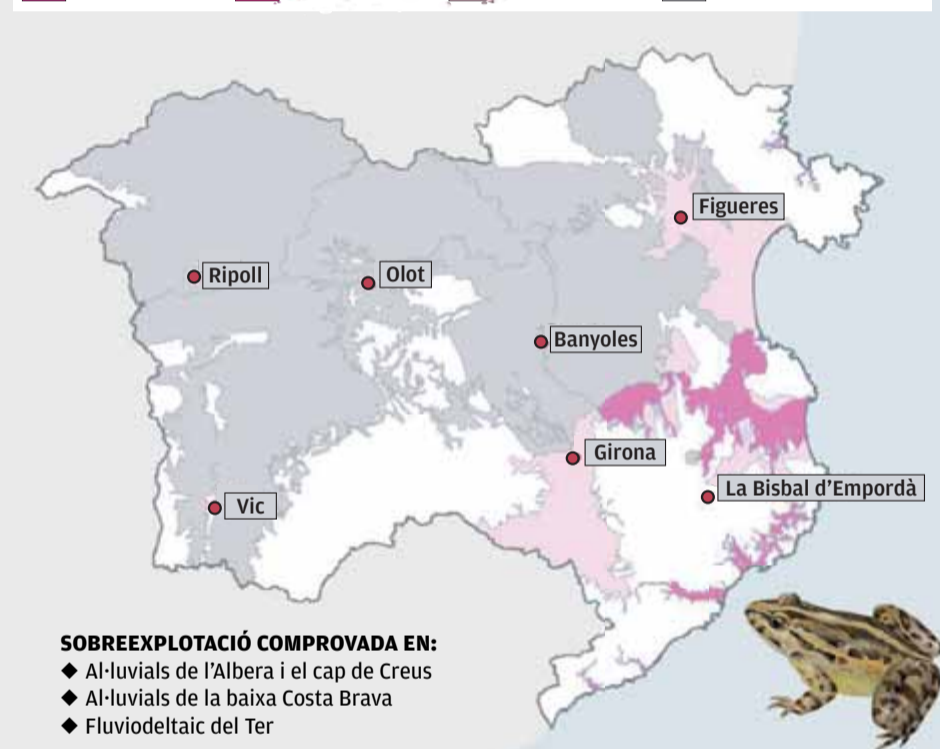 Figueres
Ripoll
Olot
Banyoles
Girona
La Bisbal d'Empordà
Vic
SOBREEXPLOTACIÓ COMPROVADA EN:
◆ Al·luvials de l'Albera i el cap de Creus
◆ Al·luvials de la baixa Costa Brava
◆ Fluviodeltaic del Ter